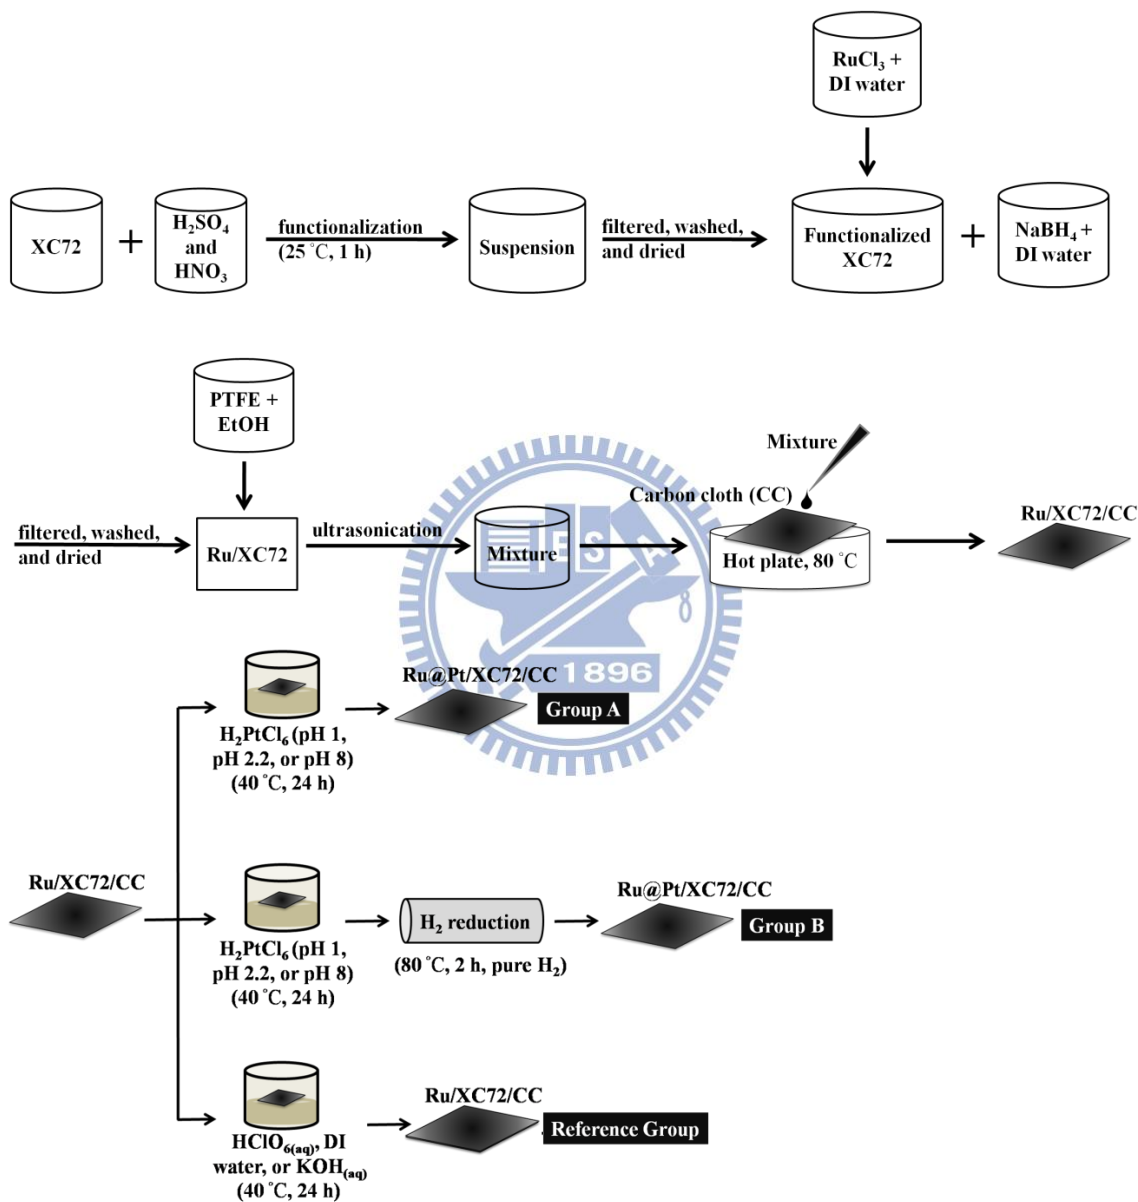 RuCl₃ +
DI water
XC72
+
H₂SO₄
and
HNO₃
functionalization
(25 ℃, 1 h)
Suspension
filtered, washed,
and dried
Functionalized
XC72
+
NaBH₄ +
DI water
PTFE +
EtOH
filtered, washed,
and dried
Ru/XC72
ultrasonication
Mixture
Mixture
Carbon cloth (CC)
Hot plate, 80 ℃
Ru/XC72/CC
E S A
1896
H₂PtCl₆ (pH 1,
pH 2.2, or pH 8)
(40 ℃, 24 h)
Ru@Pt/XC72/CC
Group A
Ru/XC72/CC
H₂PtCl₆ (pH 1,
pH 2.2, or pH 8)
(40 ℃, 24 h)
H₂ reduction
(80 ℃, 2 h, pure H₂)
Ru@Pt/XC72/CC
Group B
HClO₆(aq), DI
water, or KOH(aq)
(40 ℃, 24 h)
Ru/XC72/CC
Reference Group